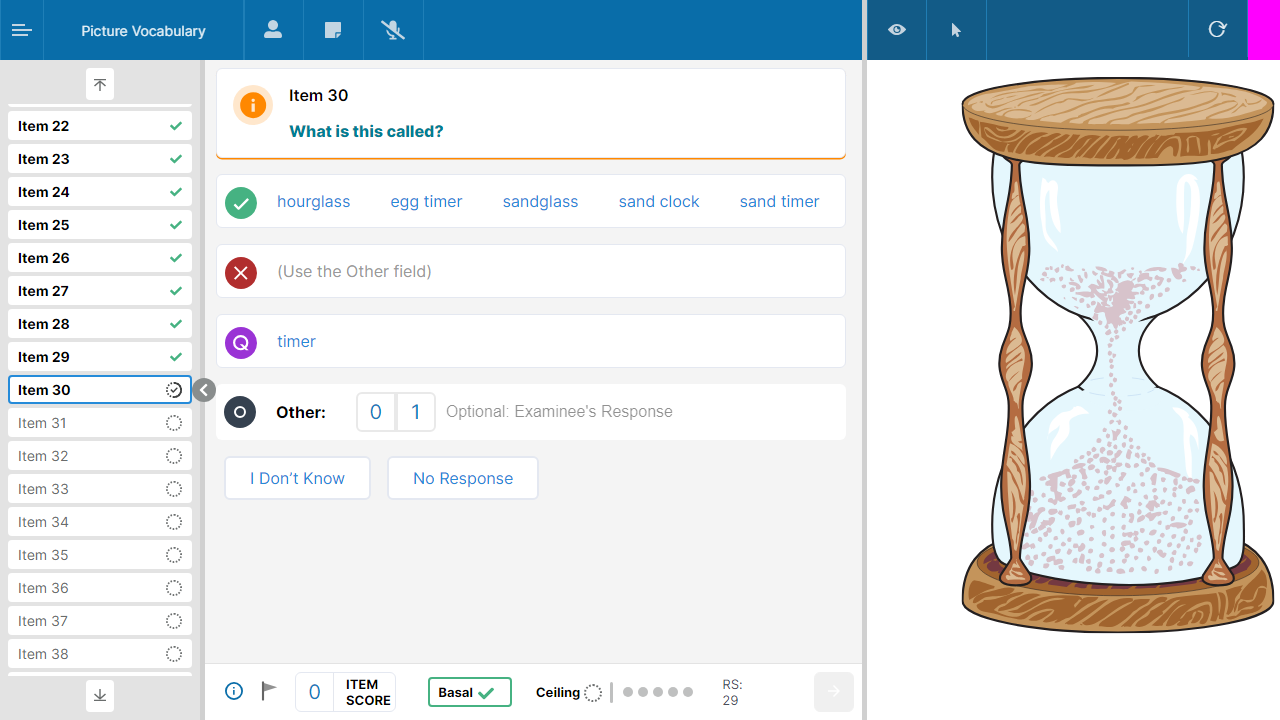 Picture Vocabulary
Item 22
Item 23
Item 24
Item 25
Item 26
Item 27
Item 28
Item 29
Item 30
Item 31
Item 32
Item 33
Item 34
Item 35
Item 36
Item 37
Item 38
Item 30
What is this called?
hourglass egg timer sandglass sand clock sand timer
(Use the Other field)
Q timer
Other: 0 1 Optional: Examinee's Response
I Don't Know No Response
0 ITEM SCORE Basal Ceiling RS: 29